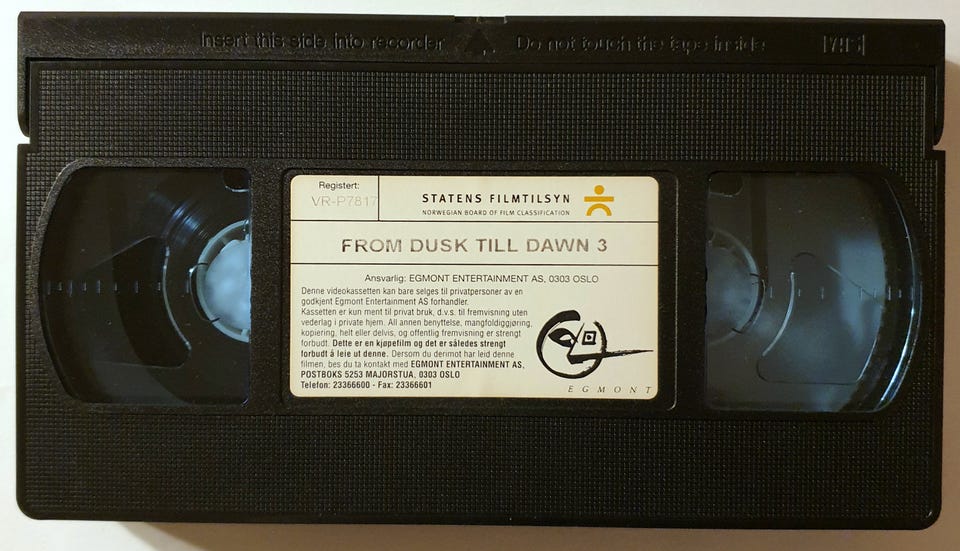 Insert this side into recorder Do not touch the tape inside VHS
Registert:
VR-P7817
STATENS FILMTILSYN
NORWEGIAN BOARD OF FILM CLASSIFICATION
FROM DUSK TILL DAWN 3
Ansvarlig: EGMONT ENTERTAINMENT AS, 0303 OSLO
Denne videokassetten kan bare selges til privatpersoner av en
godkjent Egmont Entertainment AS forhandler.
Kassetten er kun ment til privat bruk, d.v.s. til fremvisning uten
vederlag i private hjem. All annen benyttelse, mangfoldiggjøring,
kopiering, helt eller delvis, og offentlig fremvisning er strengt
forbudt. Dette er en kjøpefilm og det er således strengt
forbudt å leie ut denne. Dersom du derimot har leid denne
filmen, bes du ta kontakt med EGMONT ENTERTAINMENT AS,
POSTBOKS 5253 MAJORSTUA, 0303 OSLO
Telefon: 23366600 - Fax: 23366601
EGMONT